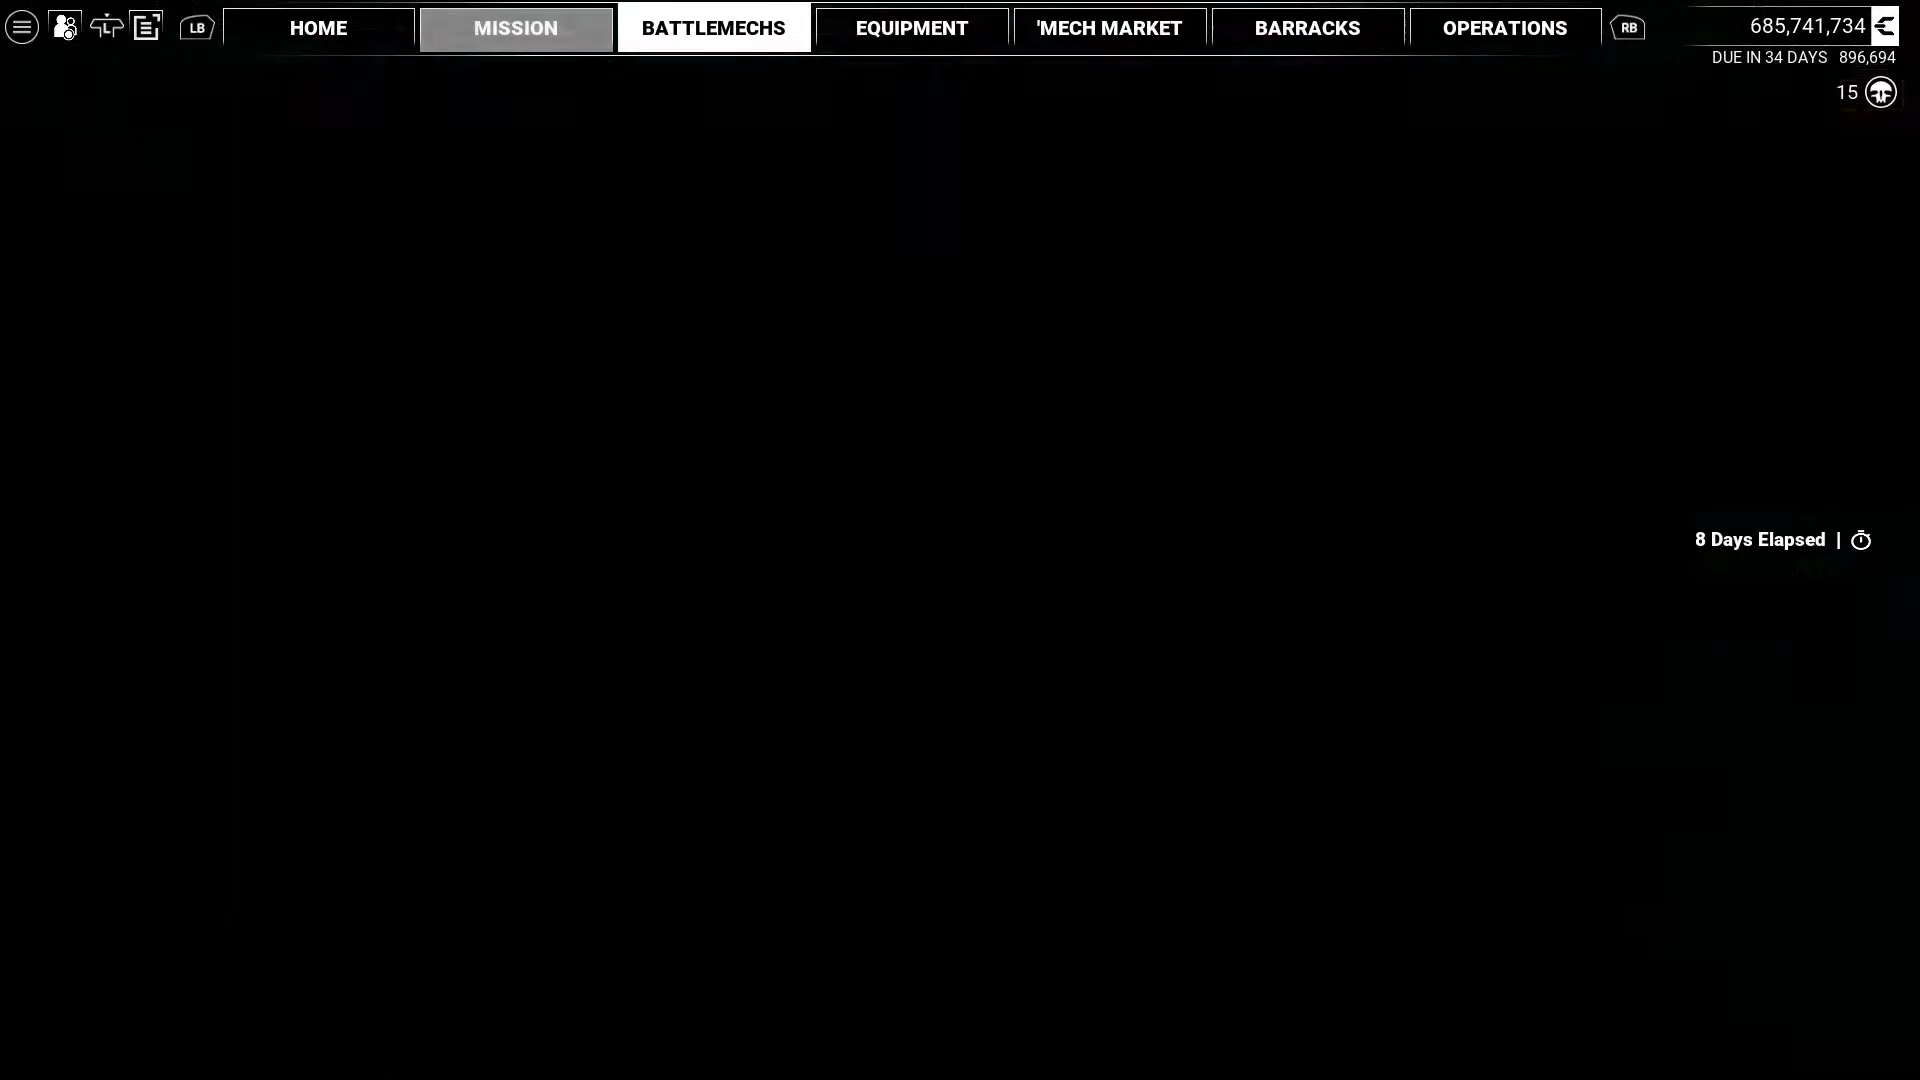 LB HOME MISSION BATTLEMECHS EQUIPMENT 'MECH MARKET BARRACKS OPERATIONS RB 685,741,734
DUE IN 34 DAYS 896,694
15
8 Days Elapsed |